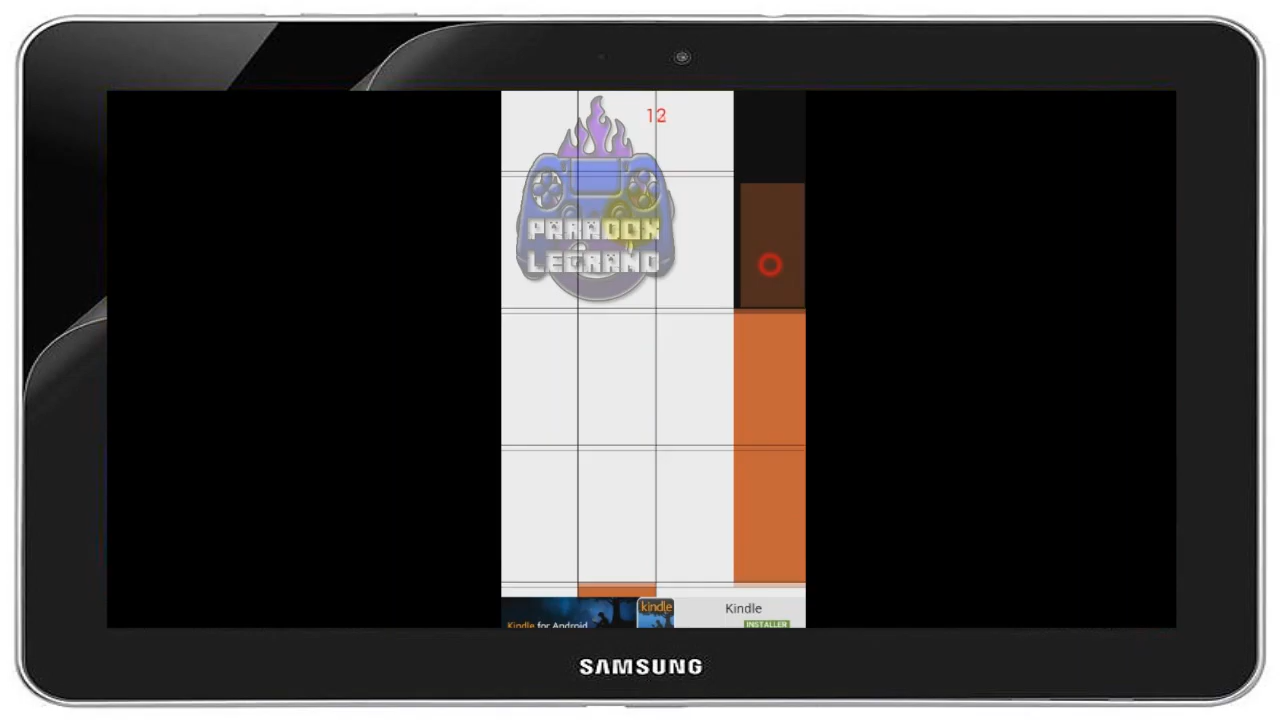 12
PARADOX
LEGRAND
kindle
Kindle
INSTALLER
Kindle for Android
SAMSUNG